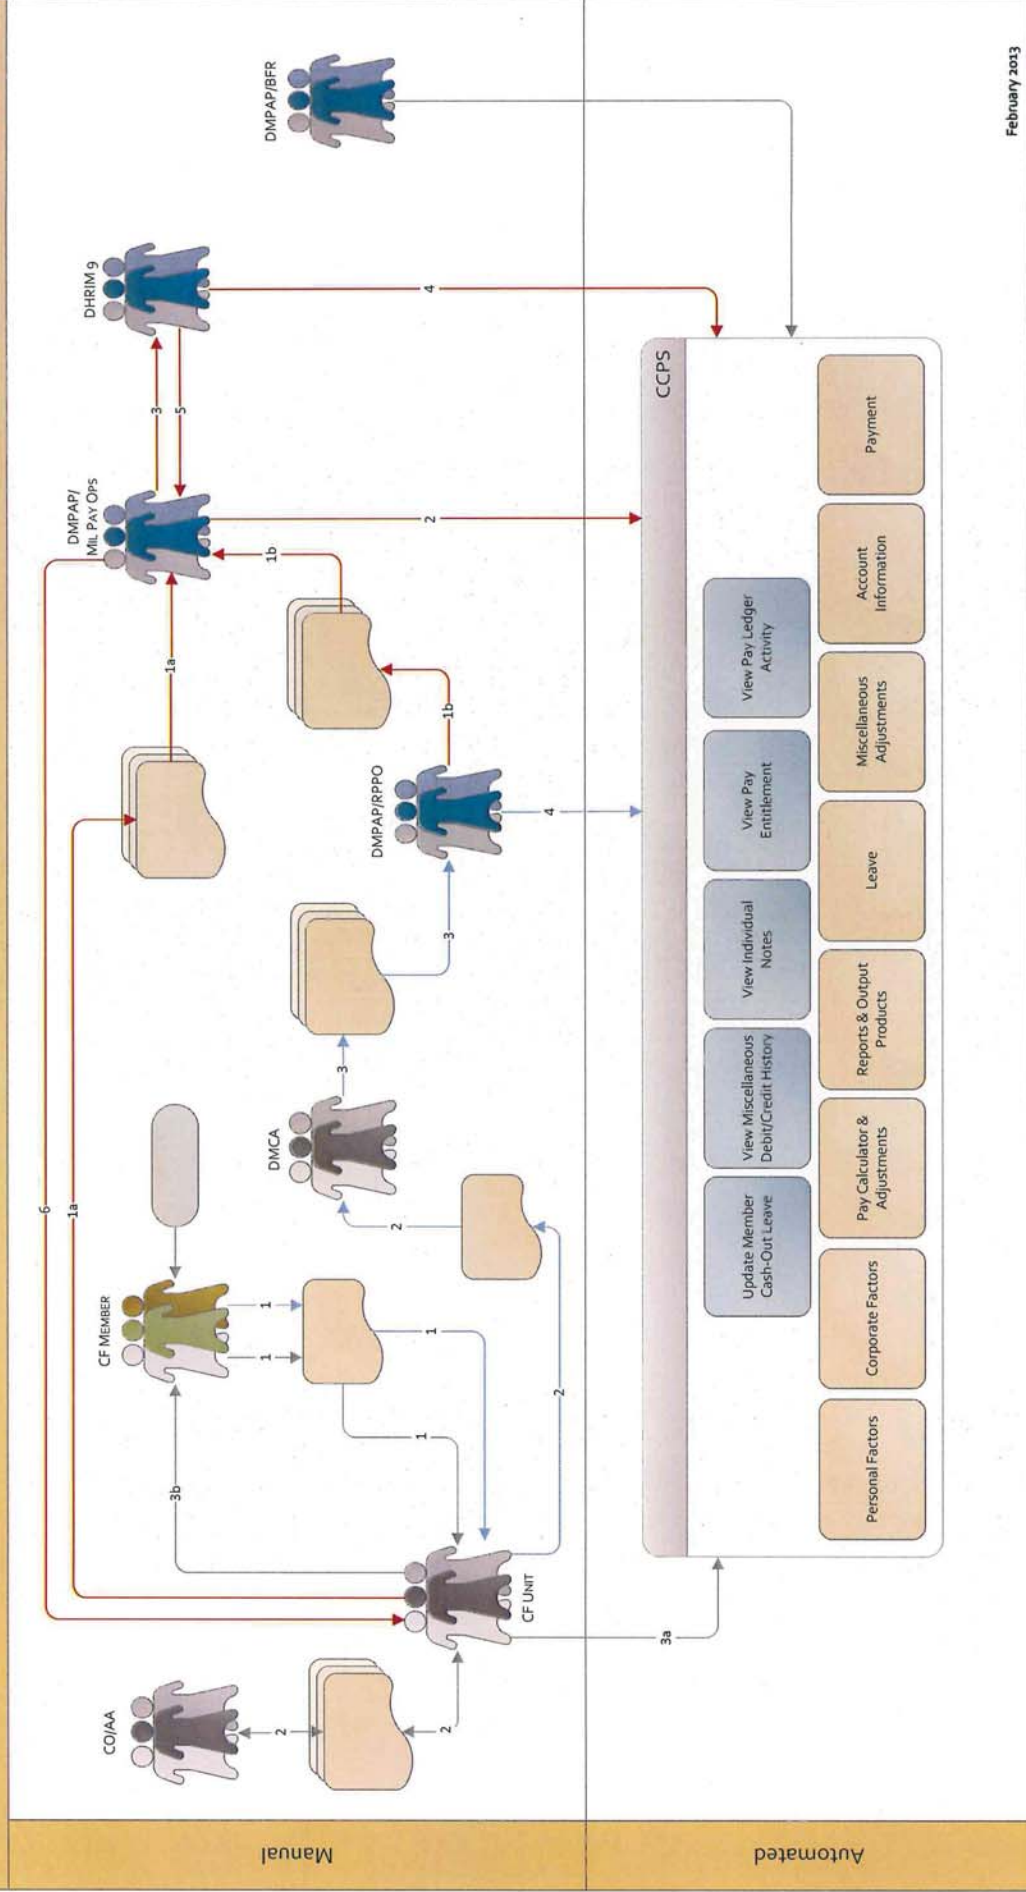 Manual
CO/AA
2
2
CF UNIT
3b
6
1a
CF MEMBER
1
1
1
1
2
2
DMCA
3
3
DMPAP/RPPO
1b
1b
1a
DMPAP/
MIL PAY OPS
3
5
DHRIM 9
DMPAP/BFR
3a
4
2
4
Automated
CCPS
Update Member
Cash-Out Leave
View Miscellaneous
Debit/Credit History
View Individual
Notes
View Pay
Entitlement
View Pay Ledger
Activity
Personal Factors
Corporate Factors
Pay Calculator &
Adjustments
Reports & Output
Products
Leave
Miscellaneous
Adjustments
Account
Information
Payment
February 2013